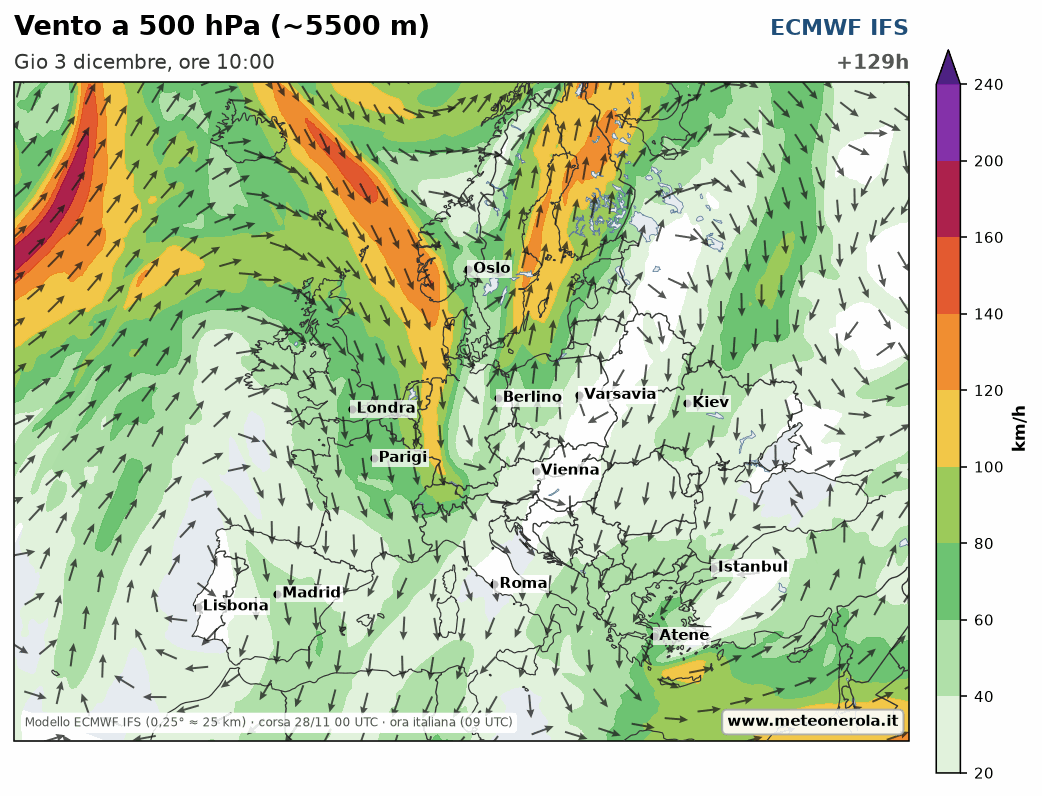 Vento a 500 hPa (~5500 m)
ECMWF IFS
Gio 3 dicembre, ore 10:00
+129h
240
200
160
140
120
100
80
60
40
20
km/h
Oslo
Berlino
Varsavia
Kiev
Londra
Parigi
Vienna
Istanbul
Roma
Madrid
Lisbona
Atene
Modello ECMWF IFS (0,25° ≈ 25 km) · corsa 28/11 00 UTC · ora italiana (09 UTC)
www.meteonerola.it